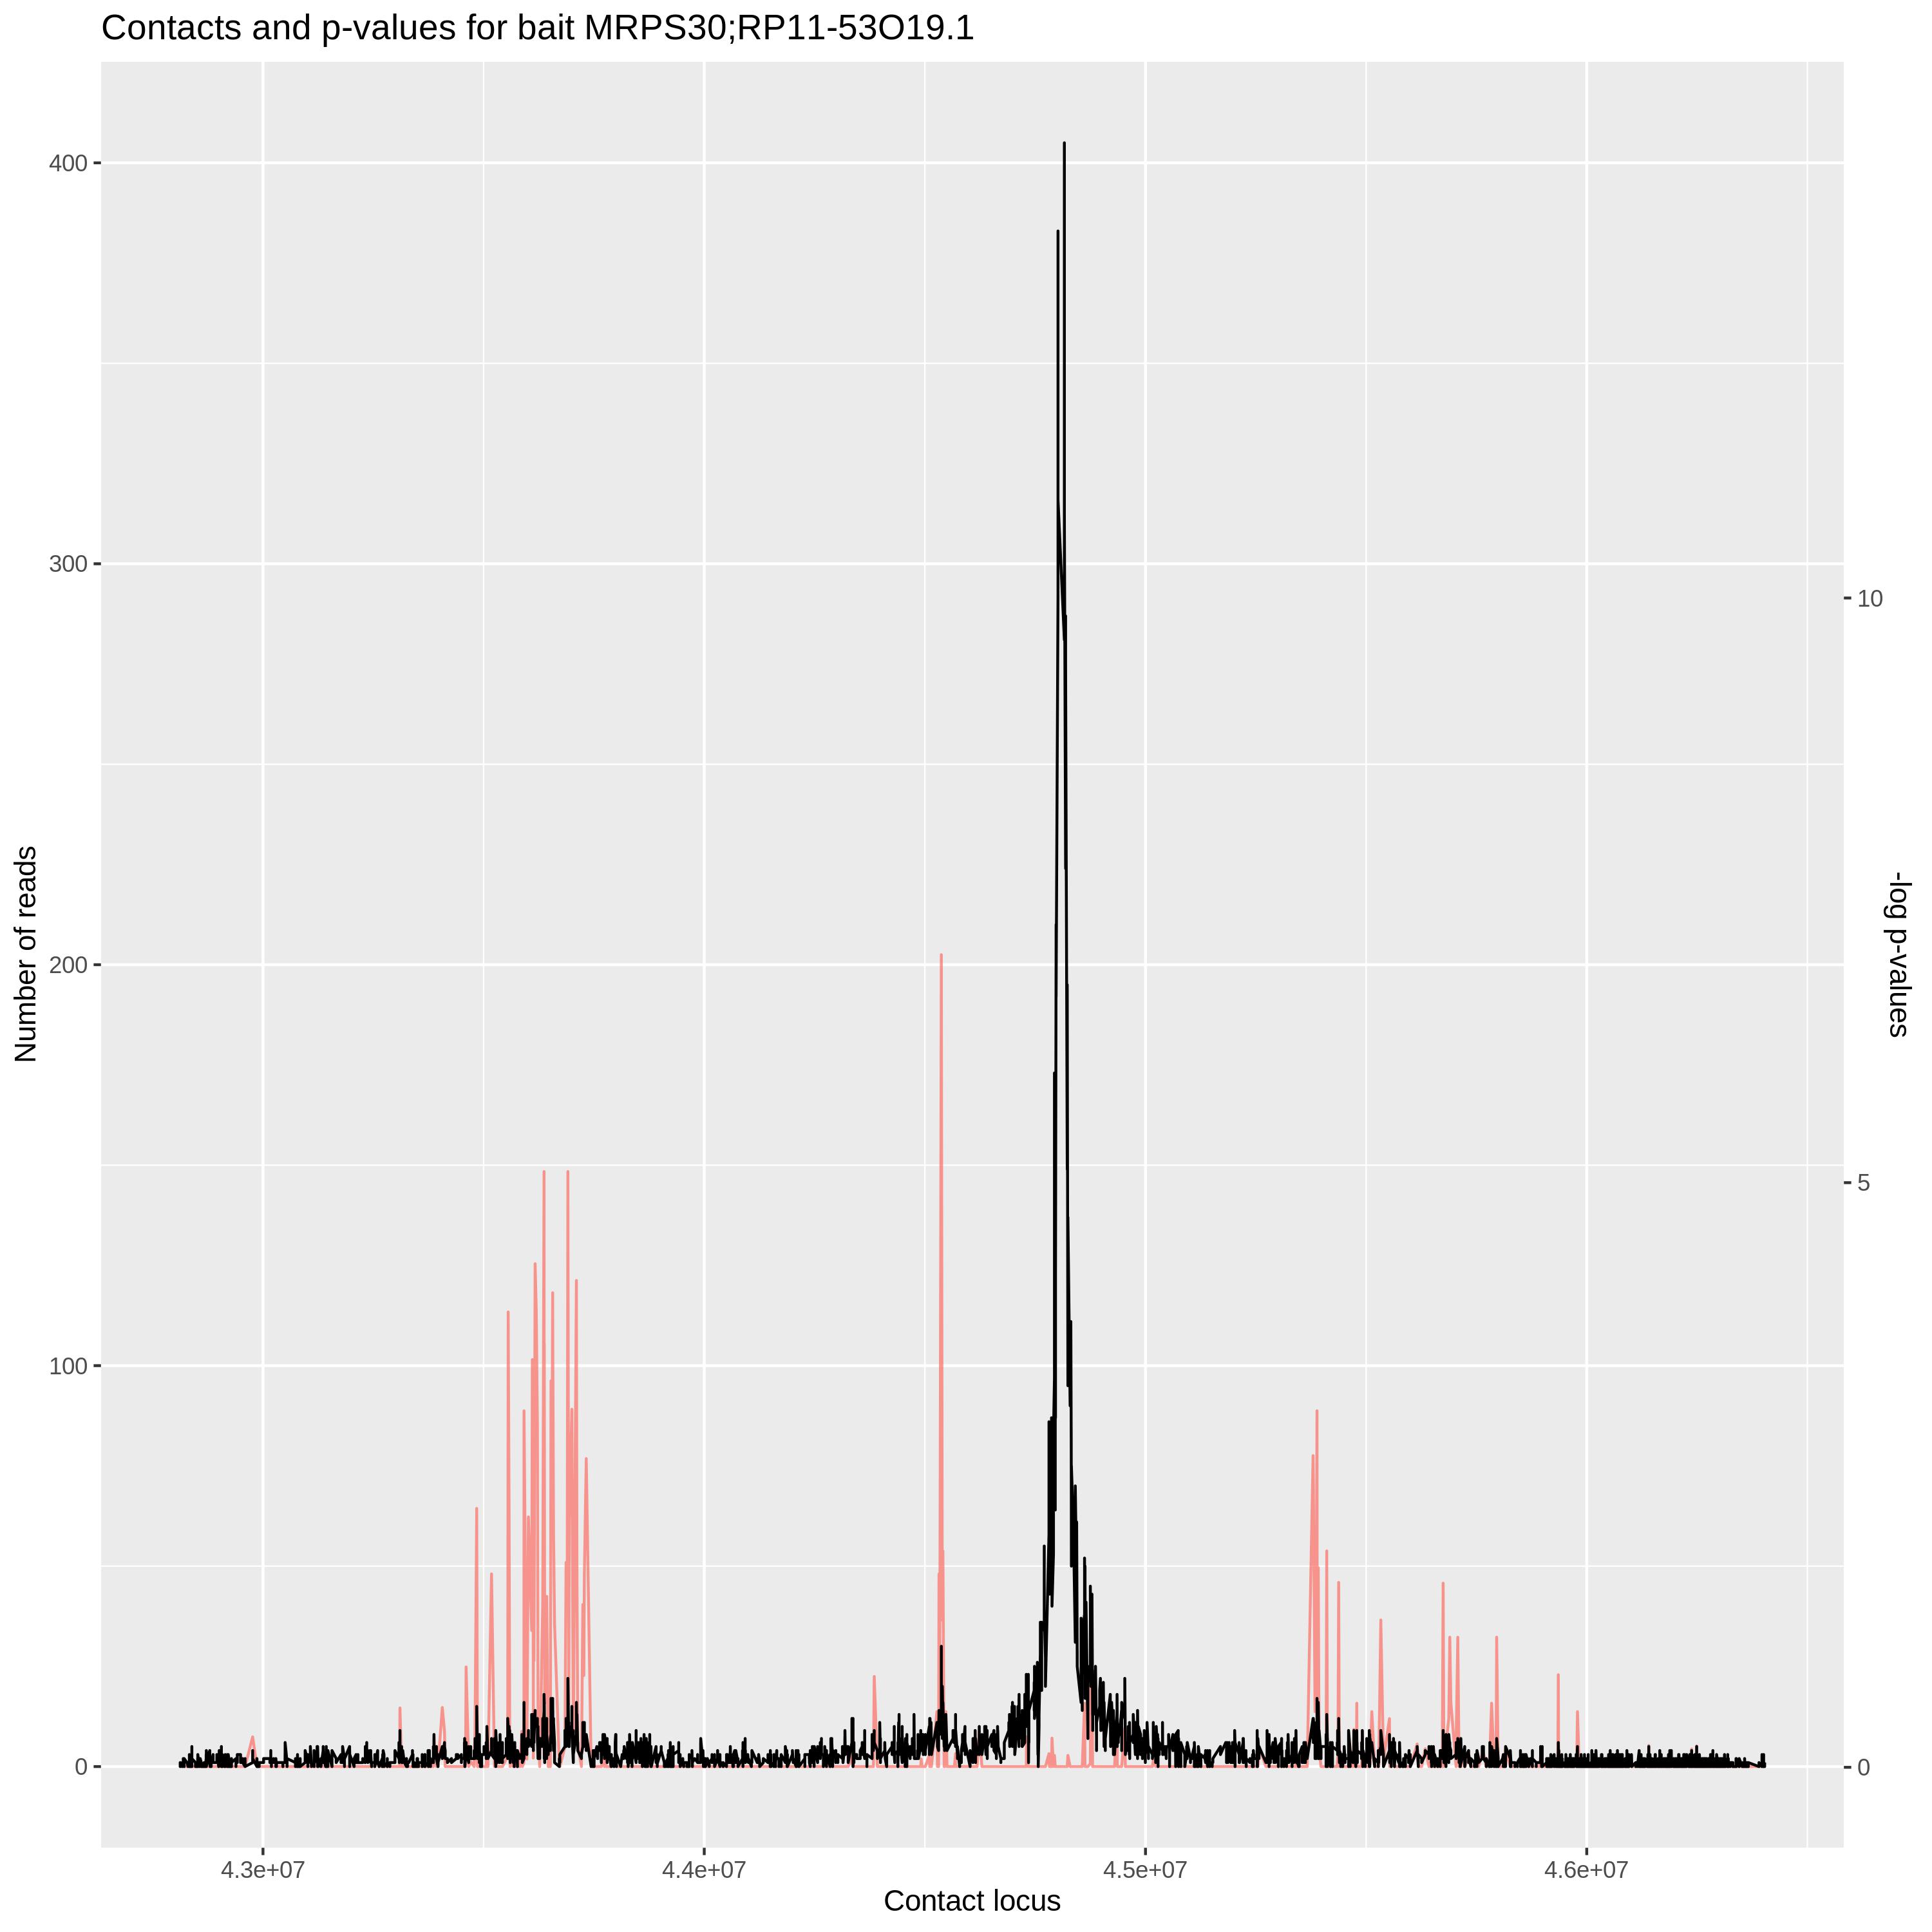 Contacts and p-values for bait MRPS30;RP11-53O19.1
400
300
200
100
0
Number of reads
10
5
0
-log p-values
4.3e+07
4.4e+07
4.5e+07
4.6e+07
Contact locus